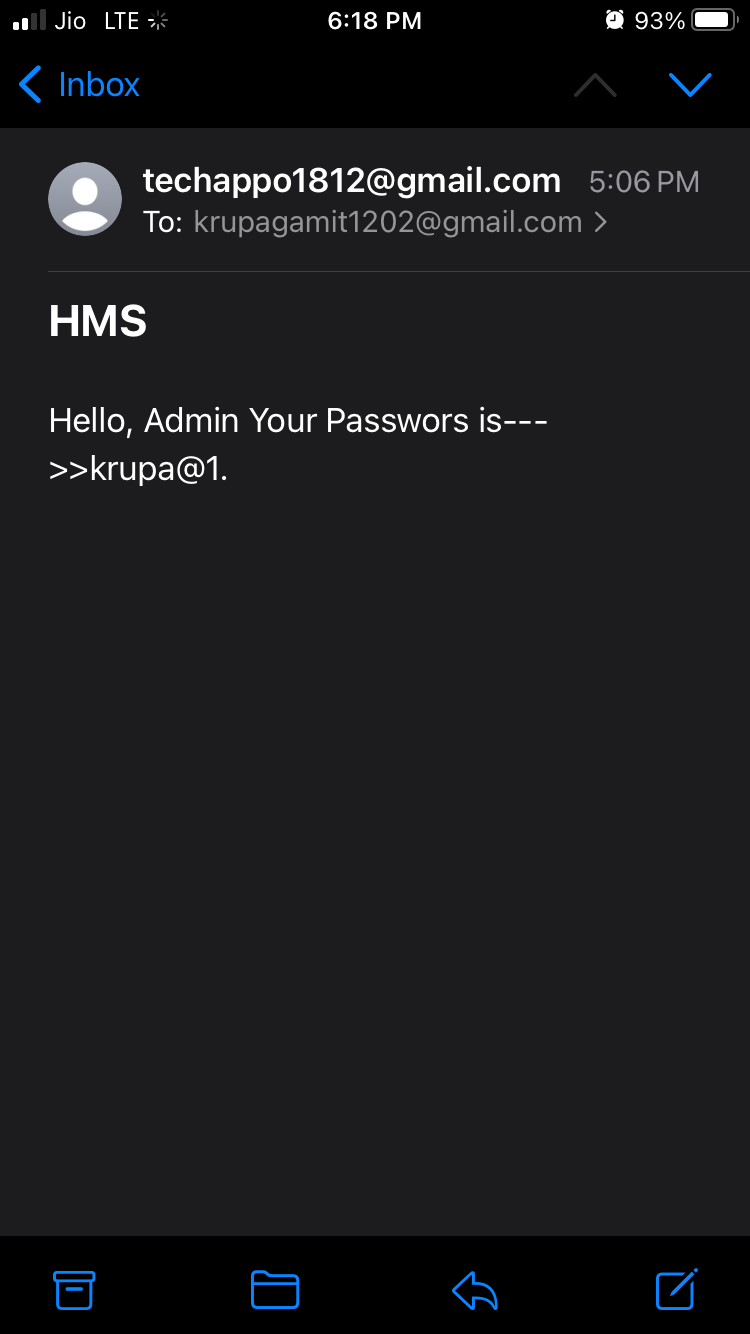 Jio LTE 6:18 PM 93%
Inbox
techappo1812@gmail.com 5:06 PM
To: krupagamit1202@gmail.com
HMS
Hello, Admin Your Passwors is---
>>krupa@1.